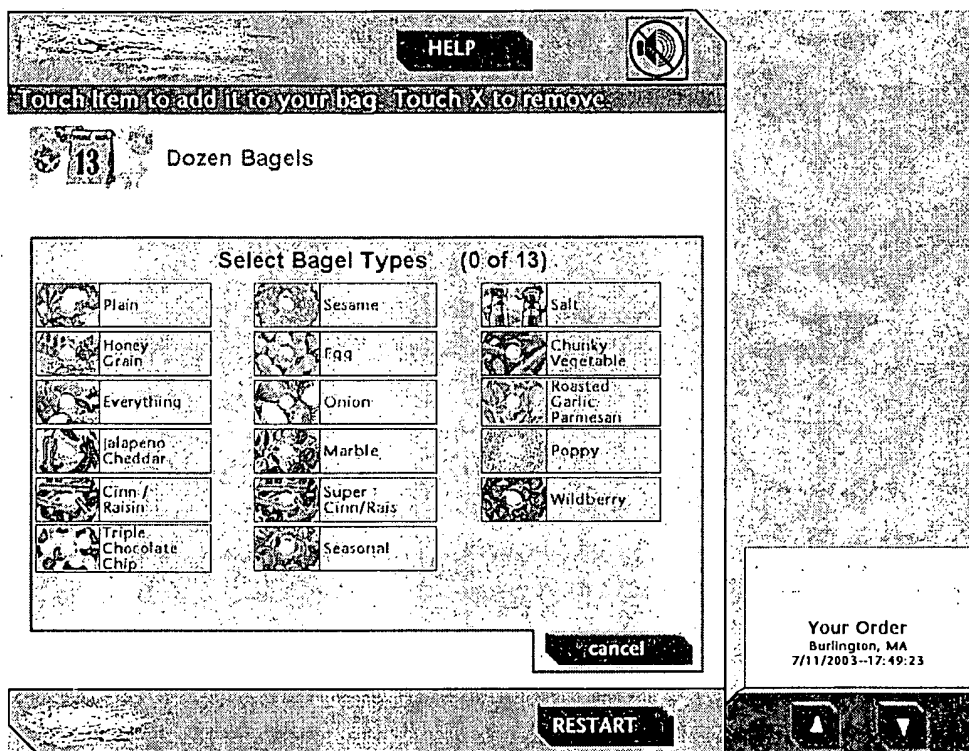 HELP
Touch Item to add it to your bag. Touch X to remove.
13
Dozen Bagels
Select Bagel Types (0 of 13)
Plain
Sesame
Salt
Honey
Grain
Egg
Chunky
Vegetable
Everything
Onion
Roasted
Garlic
Parmesan
Jalapeno
Cheddar
Marble
Poppy
Cinn /
Raisin
Super
Cinn/Rais
Wildberry
Triple
Chocolate
Chip
Seasonal
cancel
Your Order
Burlington, MA
7/11/2003--17:49:23
RESTART